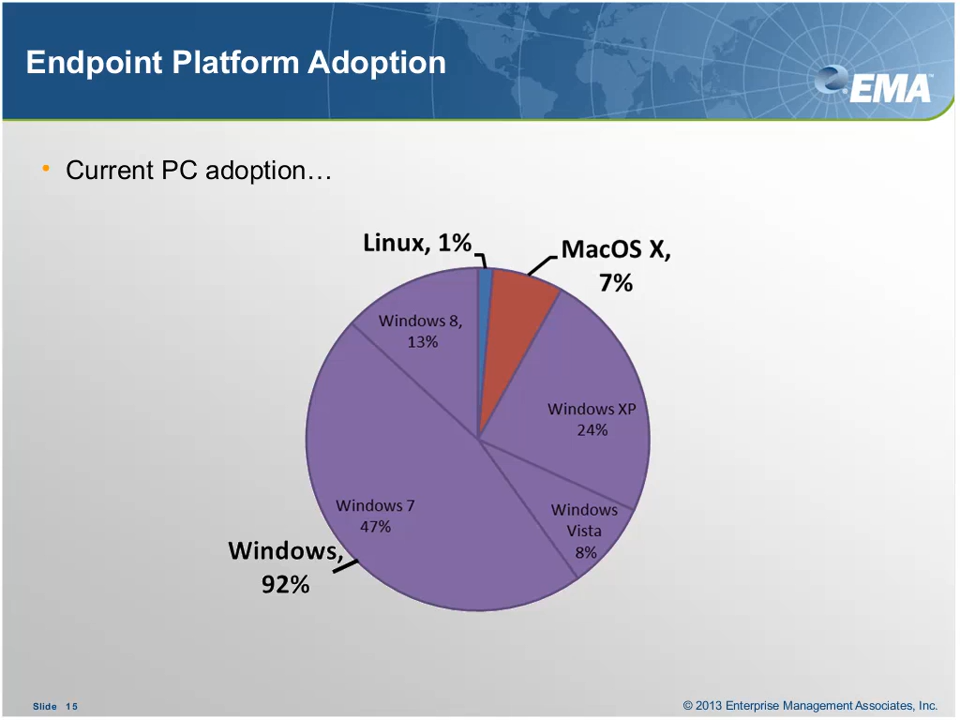 Endpoint Platform Adoption
EMA™
• Current PC adoption…
Linux, 1%
MacOS X,
7%
Windows 8,
13%
Windows XP
24%
Windows 7
47%
Windows
Vista
8%
Windows,
92%
Slide 15
© 2013 Enterprise Management Associates, Inc.